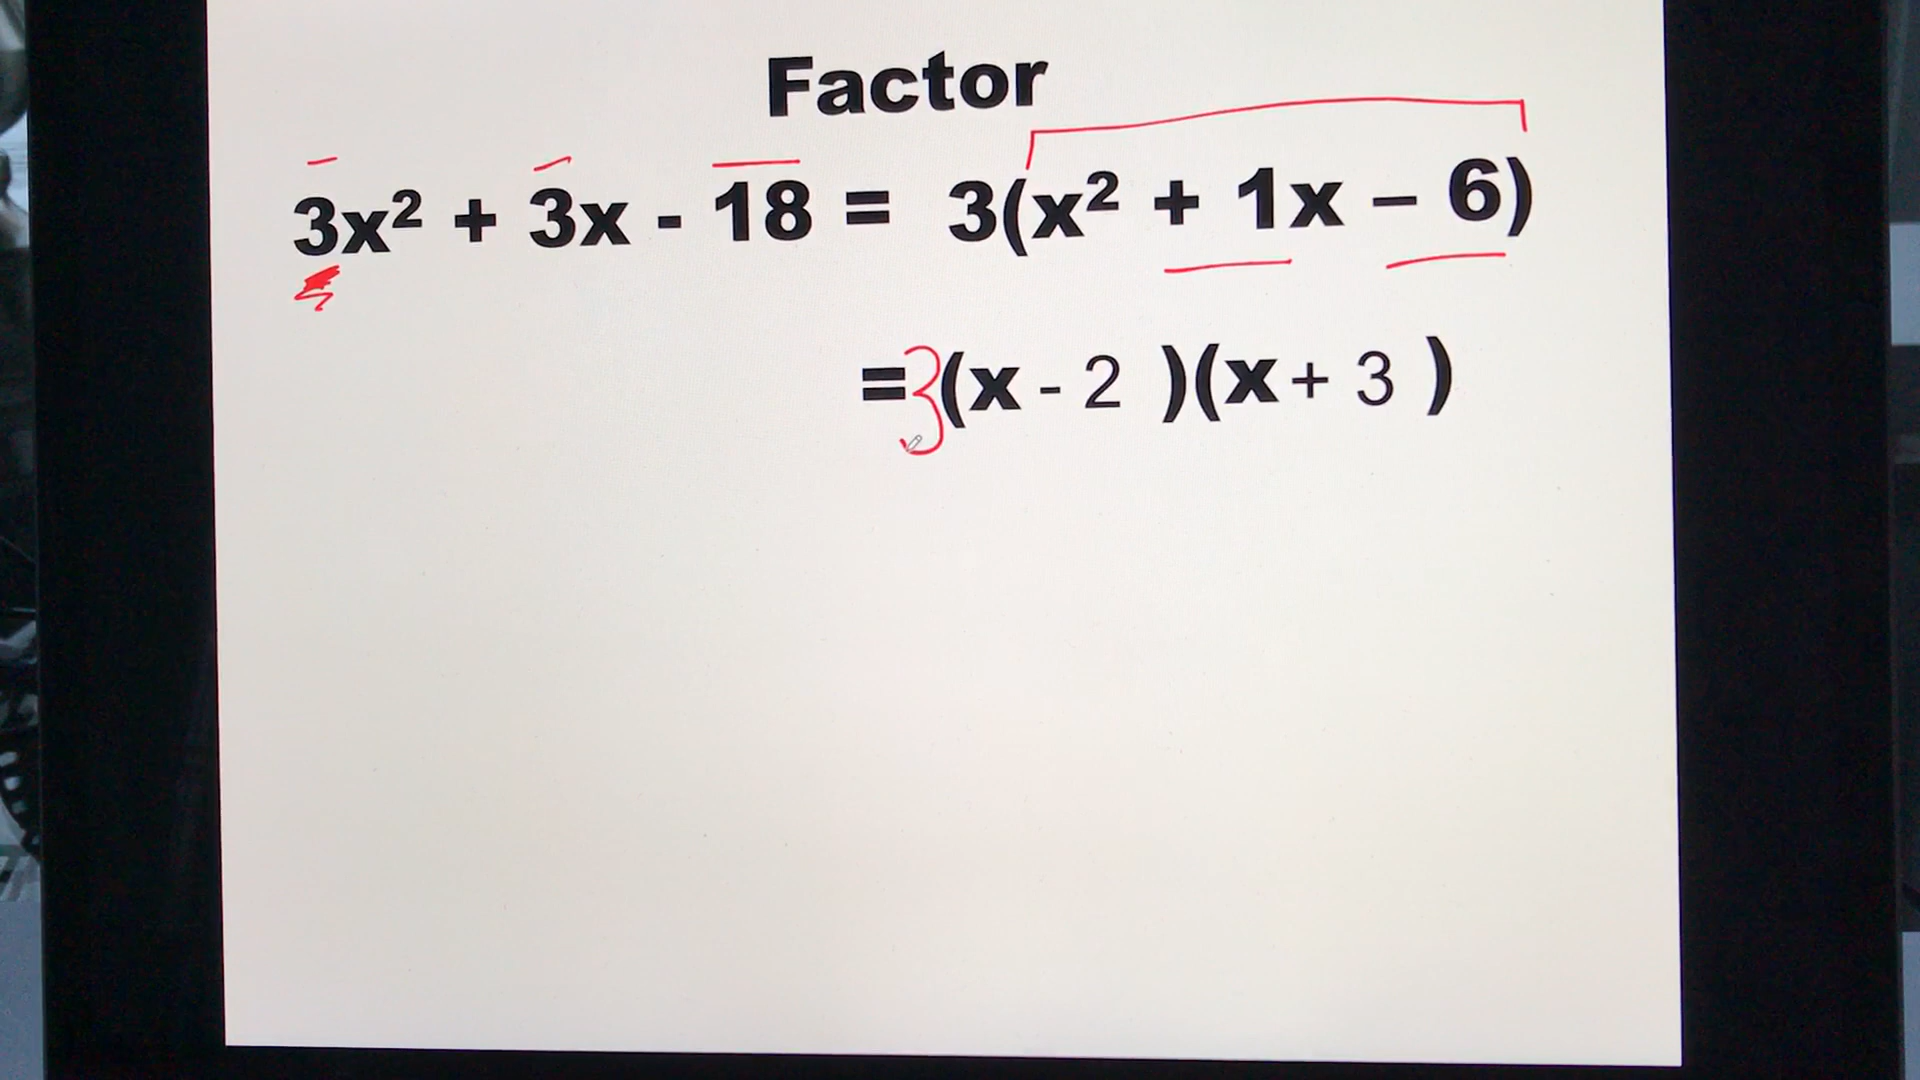 Factor
3x² + 3x - 18 = 3(x² + 1x – 6)
=3(x - 2 )(x + 3 )